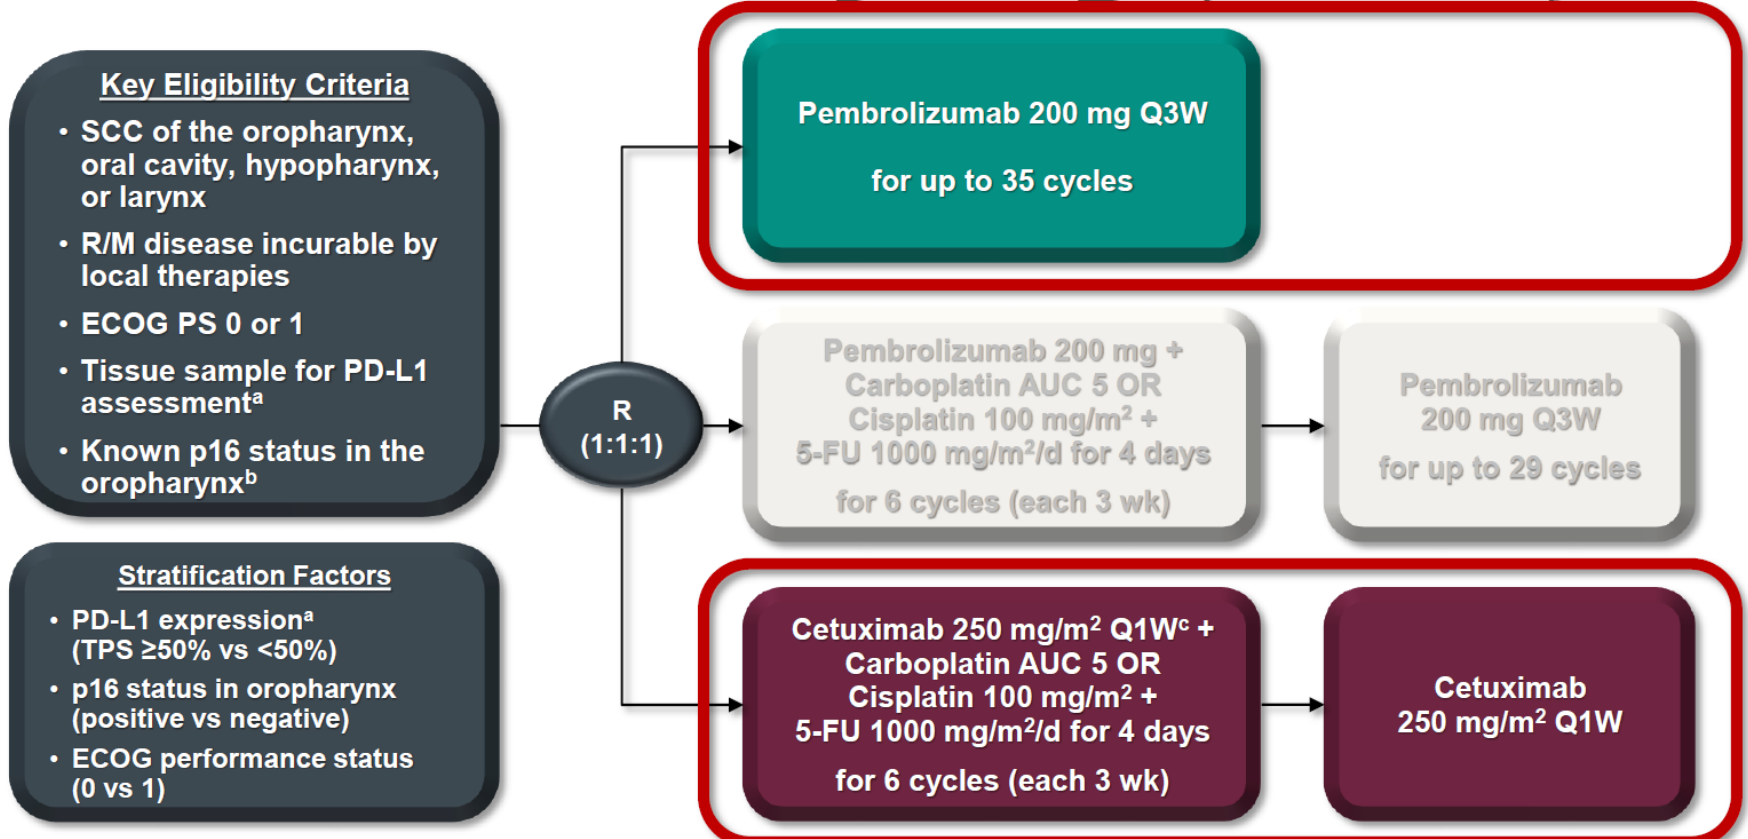 Key Eligibility Criteria
• SCC of the oropharynx,
oral cavity, hypopharynx,
or larynx
• R/M disease incurable by
local therapies
• ECOG PS 0 or 1
• Tissue sample for PD-L1
assessmentᵃ
• Known p16 status in the
oropharynxᵇ
Stratification Factors
• PD-L1 expressionᵃ
(TPS ≥50% vs <50%)
• p16 status in oropharynx
(positive vs negative)
• ECOG performance status
(0 vs 1)
R
(1:1:1)
Pembrolizumab 200 mg Q3W
for up to 35 cycles
Pembrolizumab 200 mg +
Carboplatin AUC 5 OR
Cisplatin 100 mg/m² +
5-FU 1000 mg/m²/d for 4 days
for 6 cycles (each 3 wk)
Pembrolizumab
200 mg Q3W
for up to 29 cycles
Cetuximab 250 mg/m² Q1Wᶜ +
Carboplatin AUC 5 OR
Cisplatin 100 mg/m² +
5-FU 1000 mg/m²/d for 4 days
for 6 cycles (each 3 wk)
Cetuximab
250 mg/m² Q1W